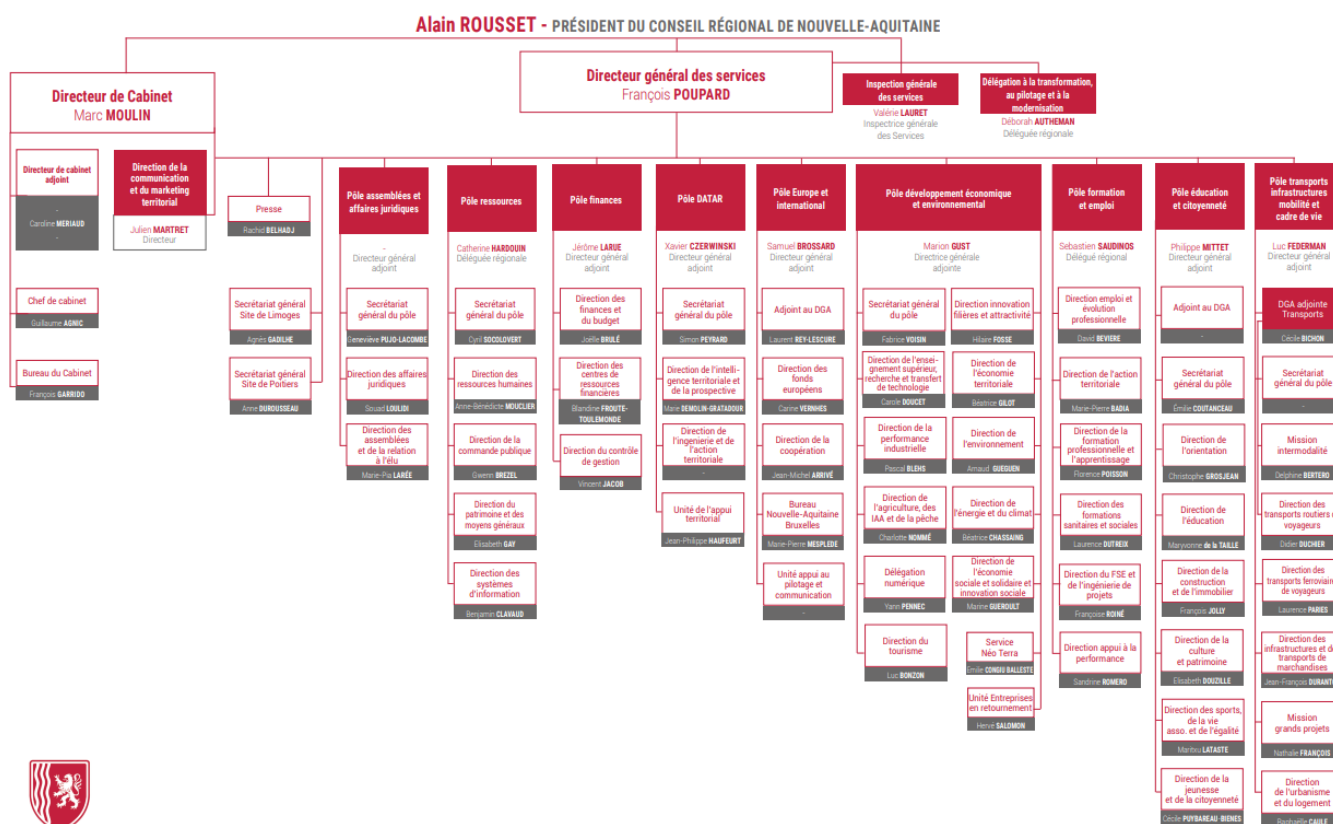 Alain ROUSSET - PRÉSIDENT DU CONSEIL RÉGIONAL DE NOUVELLE-AQUITAINE
Directeur de Cabinet
Marc MOULIN
Directeur général des services
François POUPARD
Inspection générale
des services
Valérie LAURET
Inspectrice générale
des Services
Délégation à la transformation,
au pilotage et à la
modernisation
Déborah AUTHEMAN
Déléguée régionale
Directeur de cabinet
adjoint
-
Caroline MERIAUD
-
Chef de cabinet
Guillaume AGNIC
Bureau du Cabinet
François GARRIDO
Direction de la
communication
et du marketing
territorial
Julien MARTRET
Directeur
Presse
Rachid BELHADJ
Secrétariat général
Site de Limoges
Agnès GADILHE
Secrétariat général
Site de Poitiers
Anne DUROUSSEAU
Pôle assemblées et
affaires juridiques
-
Directeur général
adjoint
Secrétariat
général du pôle
Geneviève PUJO-LACOMBE
Direction des affaires
juridiques
Souad LOULIDI
Direction des
assemblées
et de la relation
à l'élu
Marie-Pia LARÉE
Pôle ressources
Catherine HARDOUIN
Déléguée régionale
Secrétariat
général du pôle
Cyril SOCOLOVERT
Direction des
ressources humaines
Anne-Bénédicte MOUCLIER
Direction de la
commande publique
Gwenn BREZEL
Direction du
patrimoine et des
moyens généraux
Elisabeth GAY
Direction des
systèmes
d'information
Benjamin CLAVAUD
Pôle finances
Jérôme LARUE
Directeur général
adjoint
Direction des
finances et
du budget
Joëlle BRULÉ
Direction des
centres de
ressources
financières
Blandine FROUTE-
TOULEMONDE
Direction du contrôle
de gestion
Vincent JACOB
Pôle DATAR
Xavier CZERWINSKI
Directeur général
adjoint
Secrétariat
général du pôle
Simon PEYRARD
Direction de l'intelli-
gence territoriale et
de la prospective
Marie DEMOLIN-GRATADOUR
Direction de
l'ingenierie et de
l'action
territoriale
-
Unité de l'appui
territorial
Jean-Philippe HAUFEURT
Pôle Europe et
international
Samuel BROSSARD
Directeur général
adjoint
Adjoint au DGA
Laurent REY-LESCURE
Direction des
fonds
européens
Carine VERNHES
Direction de la
coopération
Jean-Michel ARRIVÉ
Bureau
Nouvelle-Aquitaine
Bruxelles
Marie-Pierre MESPLEDE
Unité appui au
pilotage et
communication
-
Pôle développement économique
et environnemental
Marion GUST
Directrice générale
adjointe
Secrétariat général
du pôle
Fabrice VOISIN
Direction de l'ensei-
gnement supérieur,
recherche et transfert
de technologie
Carole DOUCET
Direction de la
performance
industrielle
Pascal BLEHS
Direction de
l'agriculture, des
IAA et de la pêche
Charlotte NOMMÉ
Délégation
numérique
Yann PENNEC
Direction du
tourisme
Luc BONZON
Direction innovation
filières et attractivité
Hilaire FOSSE
Direction de
l'économie
territoriale
Béatrice GILOT
Direction de
l'environnement
Arnaud GUEGUEN
Direction de
l'énergie et du climat
Béatrice CHASSAING
Direction de
l'économie
sociale et solidaire et
innovation sociale
Marine GUEROULT
Service
Néo Terra
Emilie CONGIU BALLESTE
Unité Entreprises
en retournement
Hervé SALOMON
Pôle formation
et emploi
Sebastien SAUDINOS
Délégué régional
Direction emploi et
évolution
professionnelle
David BEVIERE
Direction de l'action
territoriale
Marie-Pierre BADIA
Direction de la
formation
professionnelle et
l'apprentissage
Florence POISSON
Direction des
formations
sanitaires et sociales
Laurence DUTREIX
Direction du FSE et
de l'ingénierie de
projets
Françoise ROINÉ
Direction appui à la
performance
Sandrine ROMERO
Pôle éducation
et citoyenneté
Philippe MITTET
Directeur général
adjoint
Adjoint au DGA
-
Secrétariat
général du pôle
Émilie COUTANCEAU
Direction de
l'orientation
Christophe GROSJEAN
Direction de
l'éducation
Maryvonne de la TAILLE
Direction de la
construction
et de l'immobilier
François JOLLY
Direction de la
culture
et patrimoine
Elisabeth DOUZILLE
Direction des sports,
de la vie
asso. et de l'égalité
Maritxu LATASTE
Direction de la
jeunesse
et de la citoyenneté
Cécile PUYBAREAU-BIENES
Pôle transports
infrastructures
mobilité et
cadre de vie
Luc FEDERMAN
Directeur général
adjoint
DGA adjointe
Transports
Cécile BICHON
Secrétariat
général du pôle
-
Mission
intermodalité
Delphine BERTERO
Direction des
transports routiers
voyageurs
Didier DUCHIER
Direction des
transports ferroviaires
de voyageurs
Laurence PARIES
Direction des
infrastructures et
transports de
marchandises
Jean-François
Mission
grands projets
Nathalie FRANÇOIS
Direction
de l'urbanisme
et du logement
Raphaëlle CAULE